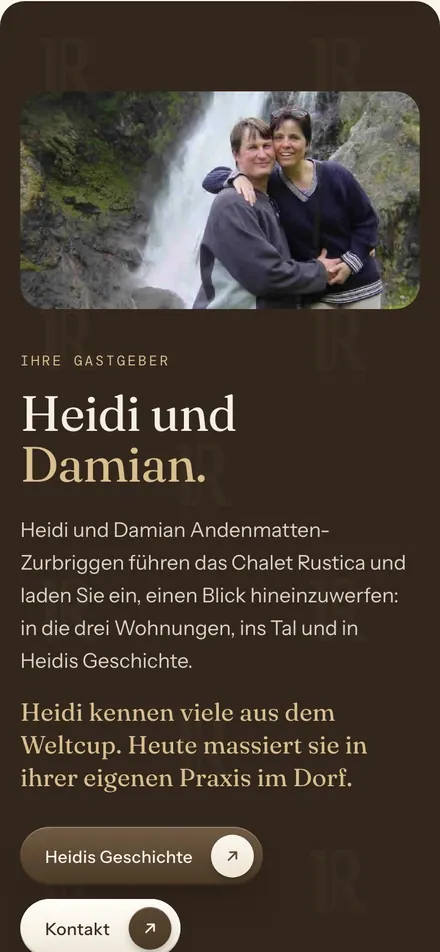 IHRE GASTGEBER
Heidi und
Damian.
Heidi und Damian Andenmatten-
Zurbriggen führen das Chalet Rustica und
laden Sie ein, einen Blick hineinzuwerfen:
in die drei Wohnungen, ins Tal und in
Heidis Geschichte.
Heidi kennen viele aus dem
Weltcup. Heute massiert sie in
ihrer eigenen Praxis im Dorf.
Heidis Geschichte
Kontakt